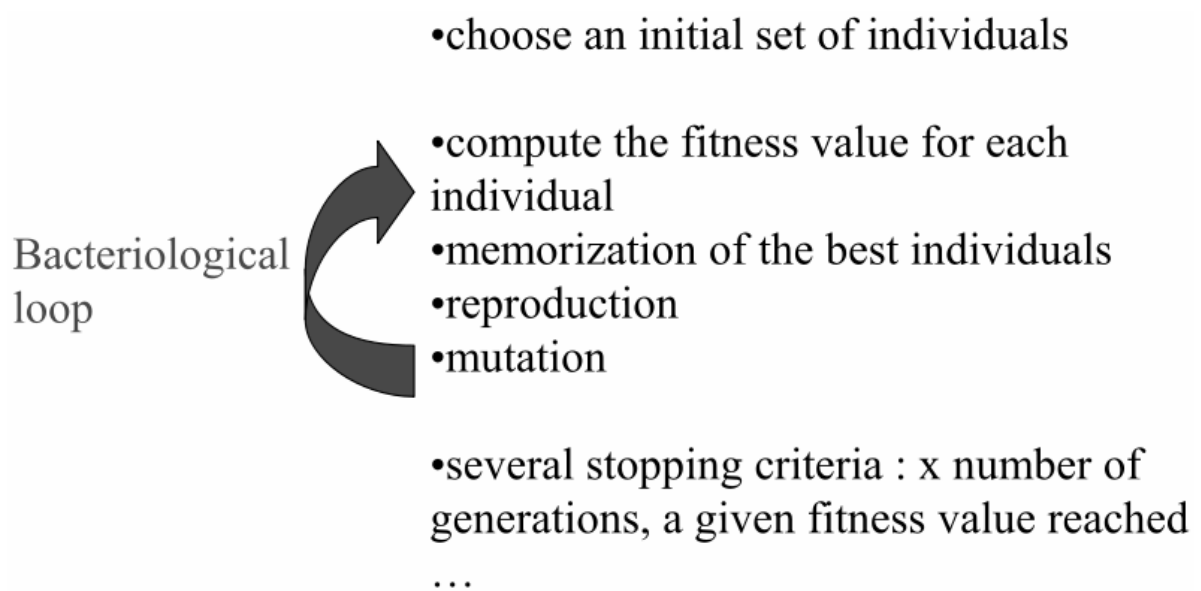 •choose an initial set of individuals
•compute the fitness value for each
individual
•memorization of the best individuals
•reproduction
•mutation
Bacteriological
loop
•several stopping criteria : x number of
generations, a given fitness value reached
…